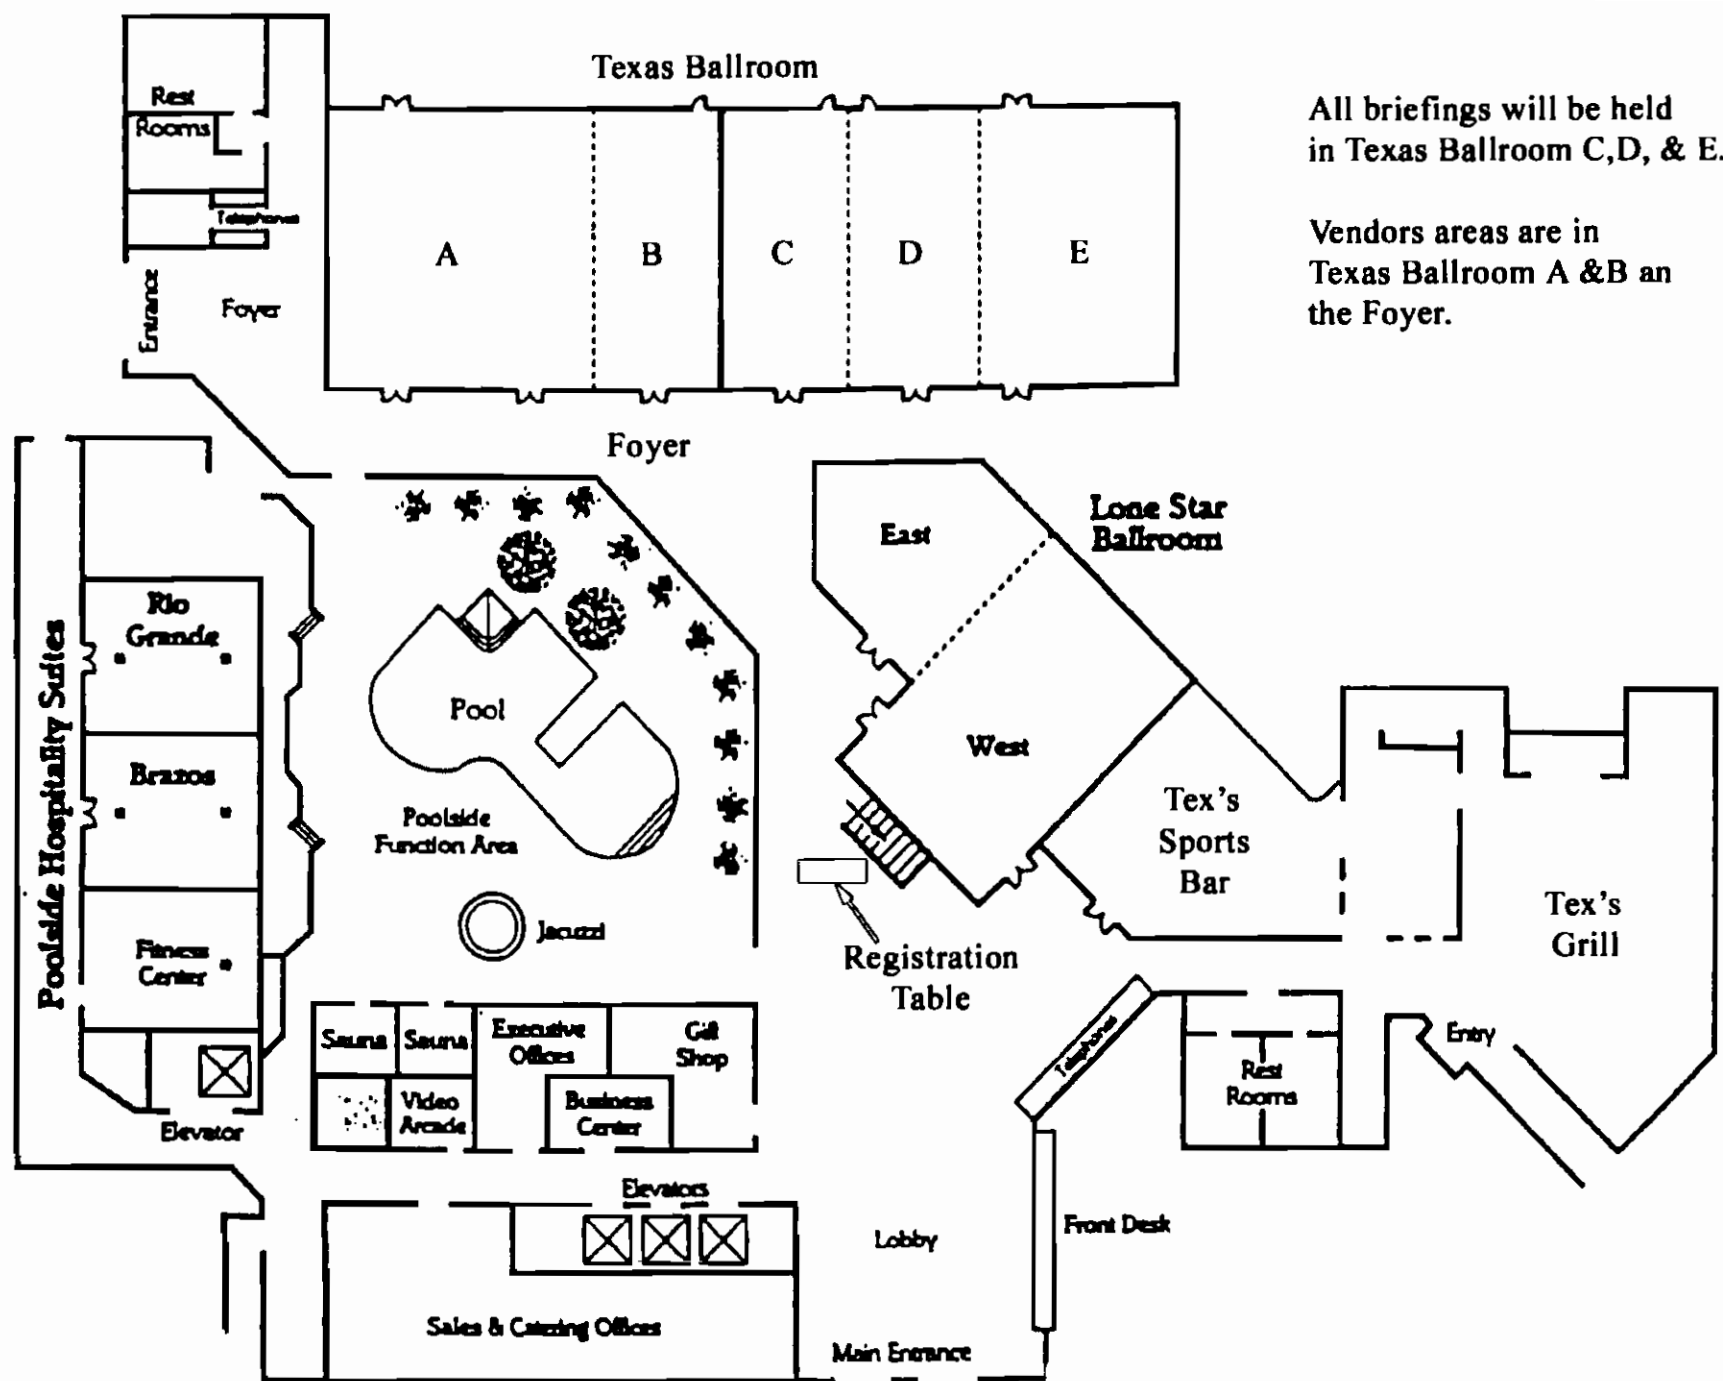 Texas Ballroom
All briefings will be held
in Texas Ballroom C,D, & E.
Vendors areas are in
Texas Ballroom A &B an
the Foyer.
Rest
Rooms
Telephones
A
B
C
D
E
Entrance
Foyer
Foyer
East
Lone Star
Ballroom
West
Poolside Hospitality Suites
Rio
Grande
Brazos
Fitness
Center
Elevator
Pool
Poolside
Function Area
Jacuzzi
Tex's
Sports
Bar
Tex's
Grill
Registration
Table
Sauna
Sauna
Executive
Offices
Gift
Shop
Video
Arcade
Business
Center
Telephones
Rest
Rooms
Entry
Elevators
Lobby
Front Desk
Sales & Catering Offices
Main Entrance